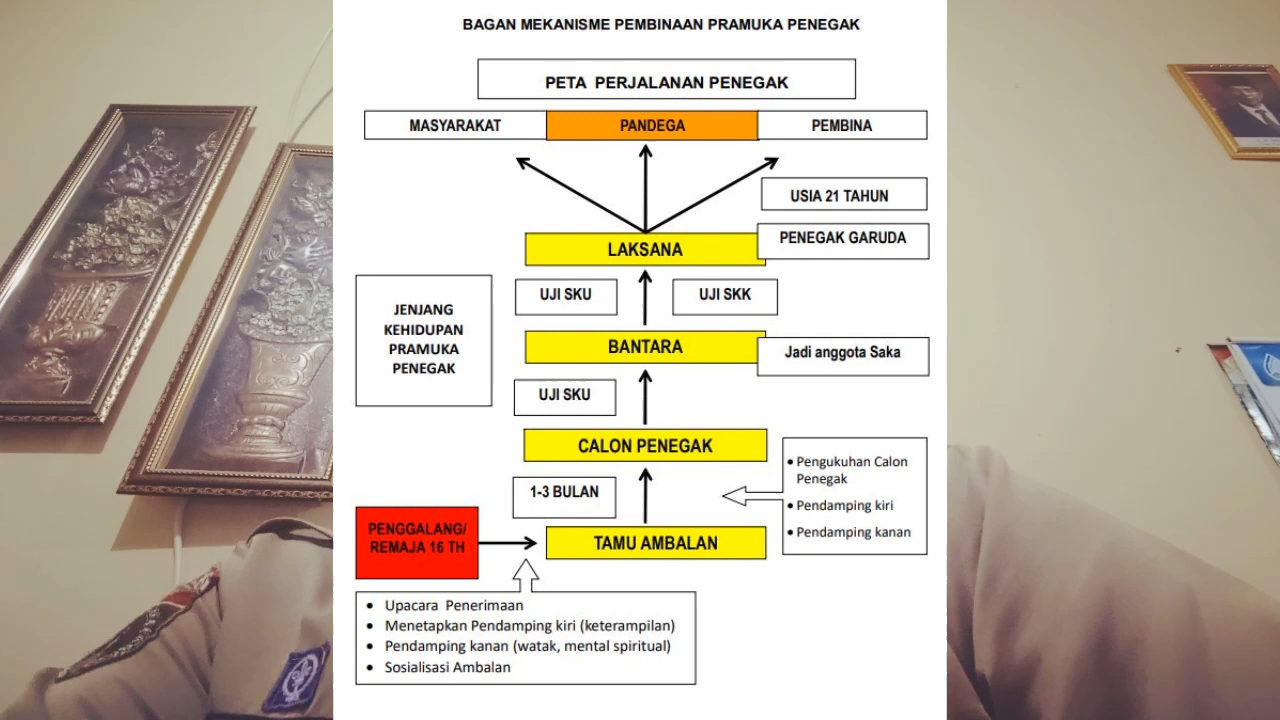 BAGAN MEKANISME PEMBINAAN PRAMUKA PENEGAK
PETA PERJALANAN PENEGAK
MASYARAKAT
PANDEGA
PEMBINA
USIA 21 TAHUN
LAKSANA
PENEGAK GARUDA
JENJANG
KEHIDUPAN
PRAMUKA
PENEGAK
UJI SKU
UJI SKK
BANTARA
Jadi anggota Saka
UJI SKU
CALON PENEGAK
• Pengukuhan Calon
Penegak
• Pendamping kiri
• Pendamping kanan
1-3 BULAN
PENGGALANG/
REMAJA 16 TH
TAMU AMBALAN
• Upacara Penerimaan
• Menetapkan Pendamping kiri (keterampilan)
• Pendamping kanan (watak, mental spiritual)
• Sosialisasi Ambalan